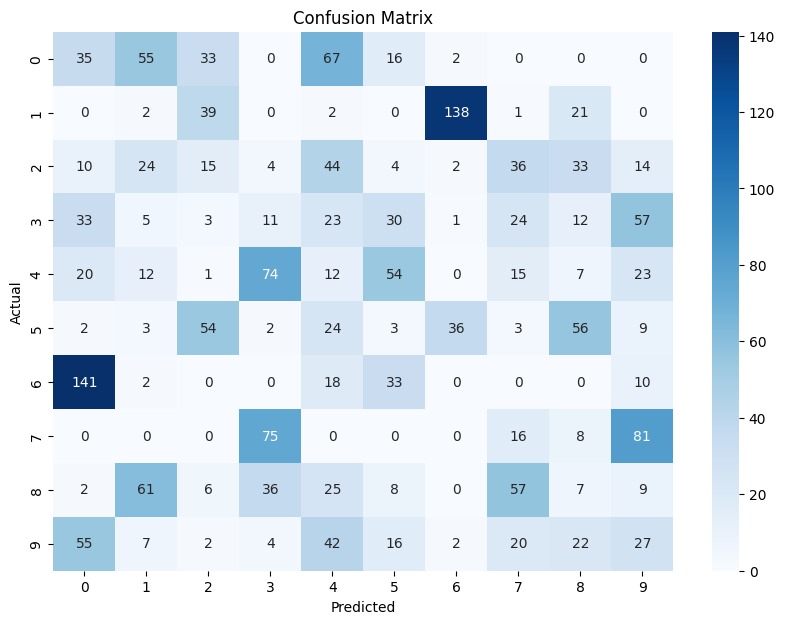 Confusion Matrix
0 35 55 33 0 67 16 2 0 0 0
1 0 2 39 0 2 0 138 1 21 0
2 10 24 15 4 44 4 2 36 33 14
3 33 5 3 11 23 30 1 24 12 57
4 20 12 1 74 12 54 0 15 7 23
5 2 3 54 2 24 3 36 3 56 9
6 141 2 0 0 18 33 0 0 0 10
7 0 0 0 75 0 0 0 16 8 81
8 2 61 6 36 25 8 0 57 7 9
9 55 7 2 4 42 16 2 20 22 27
0 1 2 3 4 5 6 7 8 9
Actual
Predicted
140
120
100
80
60
40
20
0